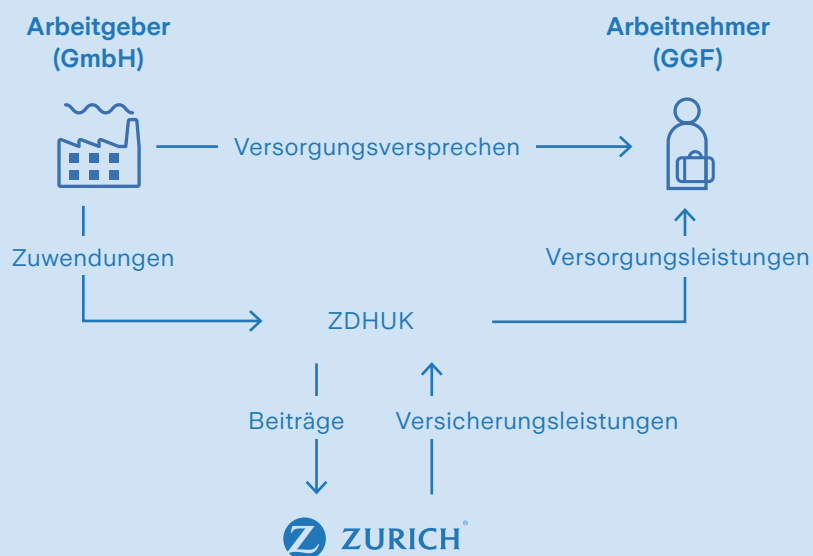 Arbeitgeber
(GmbH)
Arbeitnehmer
(GGF)
Versorgungsversprechen
Zuwendungen
Versorgungsleistungen
ZDHUK
Beiträge
Versicherungsleistungen
Z ZURICH®